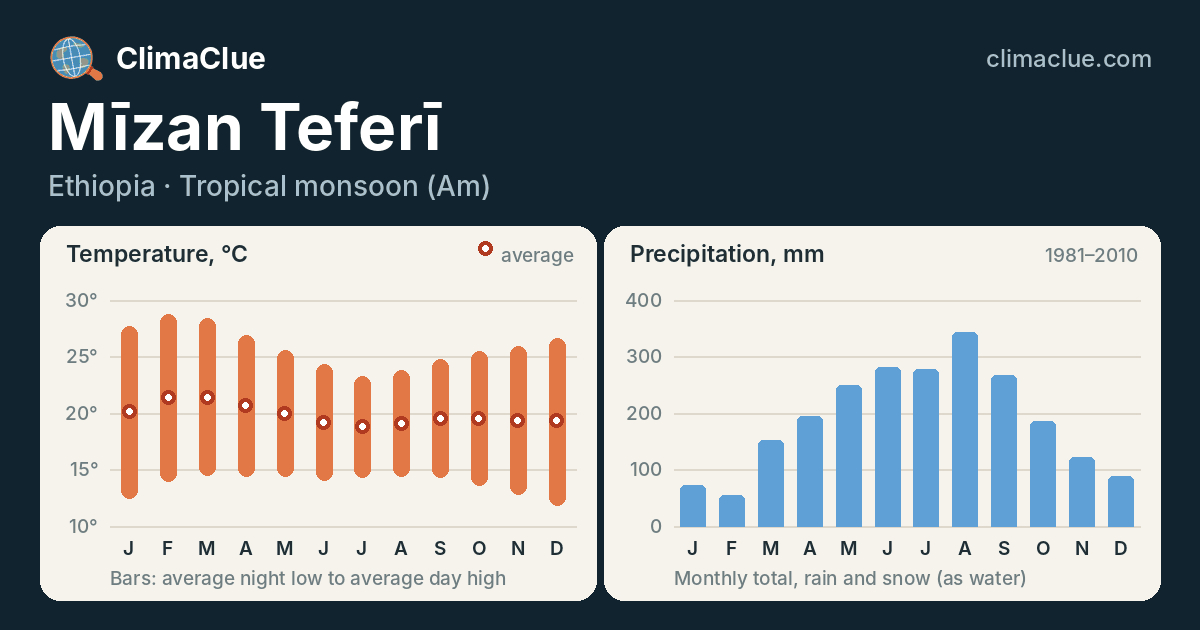 ClimaClue
climaclue.com
Mīzan Teferī
Ethiopia · Tropical monsoon (Am)
Temperature, °C
average
30°
25°
20°
15°
10°
J F M A M J J A S O N D
Bars: average night low to average day high
Precipitation, mm
1981–2010
400
300
200
100
0
J F M A M J J A S O N D
Monthly total, rain and snow (as water)